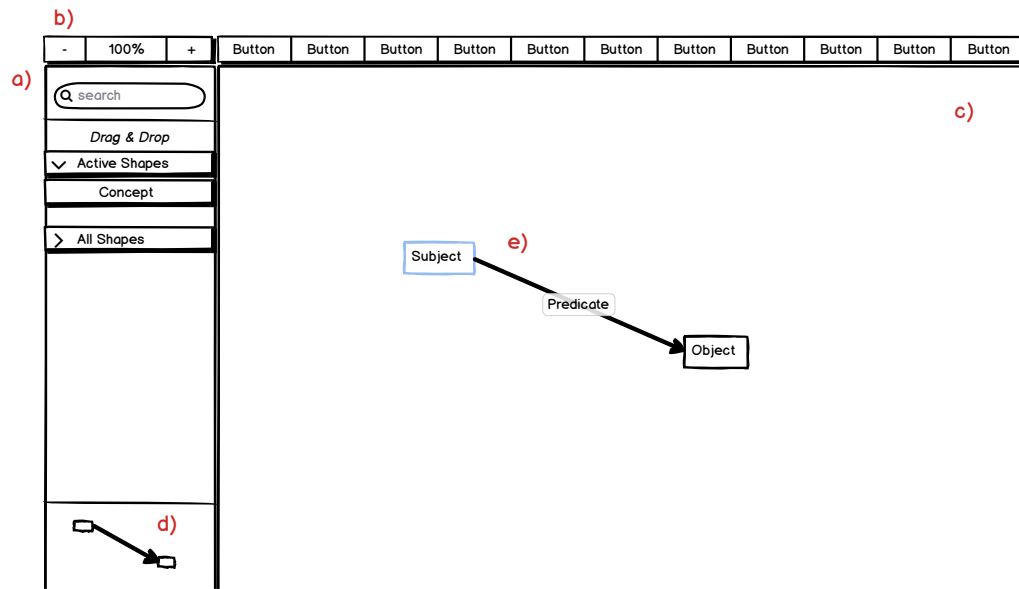 b)
- 100% + Button Button Button Button Button Button Button Button Button Button Button
a)
search
c)
Drag & Drop
Active Shapes
Concept
All Shapes
e)
Subject
Predicate
Object
d)